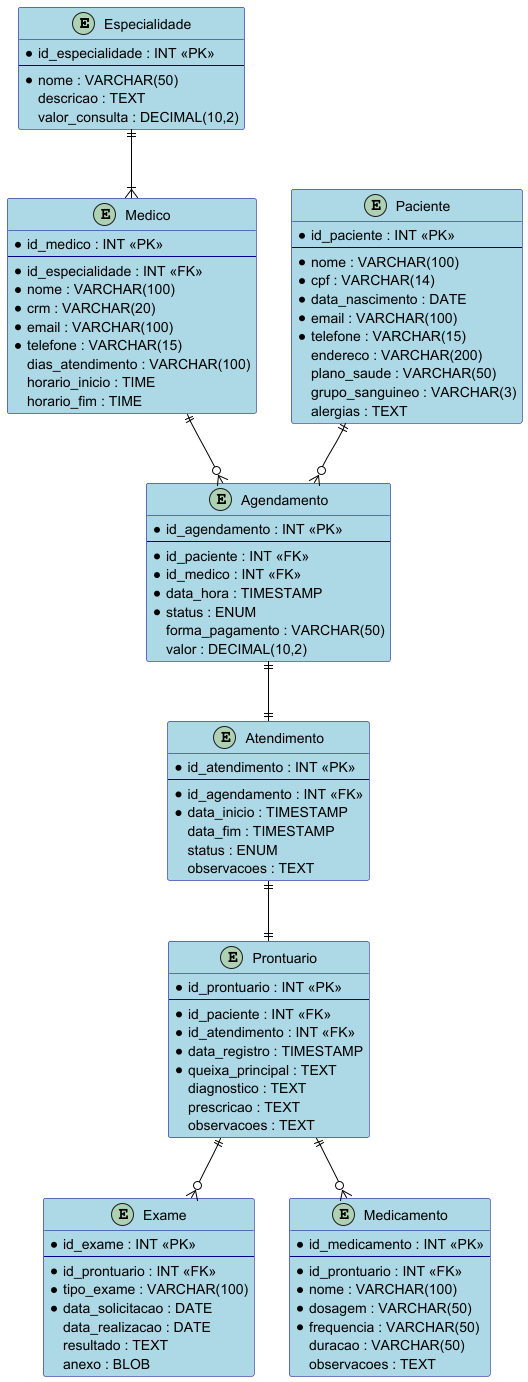 E Especialidade
id_especialidade : INT «PK»
nome : VARCHAR(50)
descricao : TEXT
valor_consulta : DECIMAL(10,2)
E Medico
id_medico : INT «PK»
id_especialidade : INT «FK»
nome : VARCHAR(100)
crm : VARCHAR(20)
email : VARCHAR(100)
telefone : VARCHAR(15)
dias_atendimento : VARCHAR(100)
horario_inicio : TIME
horario_fim : TIME
E Paciente
id_paciente : INT «PK»
nome : VARCHAR(100)
cpf : VARCHAR(14)
data_nascimento : DATE
email : VARCHAR(100)
telefone : VARCHAR(15)
endereco : VARCHAR(200)
plano_saude : VARCHAR(50)
grupo_sanguineo : VARCHAR(3)
alergias : TEXT
E Agendamento
id_agendamento : INT «PK»
id_paciente : INT «FK»
id_medico : INT «FK»
data_hora : TIMESTAMP
status : ENUM
forma_pagamento : VARCHAR(50)
valor : DECIMAL(10,2)
E Atendimento
id_atendimento : INT «PK»
id_agendamento : INT «FK»
data_inicio : TIMESTAMP
data_fim : TIMESTAMP
status : ENUM
observacoes : TEXT
E Prontuario
id_prontuario : INT «PK»
id_paciente : INT «FK»
id_atendimento : INT «FK»
data_registro : TIMESTAMP
queixa_principal : TEXT
diagnostico : TEXT
prescricao : TEXT
observacoes : TEXT
E Exame
id_exame : INT «PK»
id_prontuario : INT «FK»
tipo_exame : VARCHAR(100)
data_solicitacao : DATE
data_realizacao : DATE
resultado : TEXT
anexo : BLOB
E Medicamento
id_medicamento : INT «PK»
id_prontuario : INT «FK»
nome : VARCHAR(100)
dosagem : VARCHAR(50)
frequencia : VARCHAR(50)
duracao : VARCHAR(50)
observacoes : TEXT